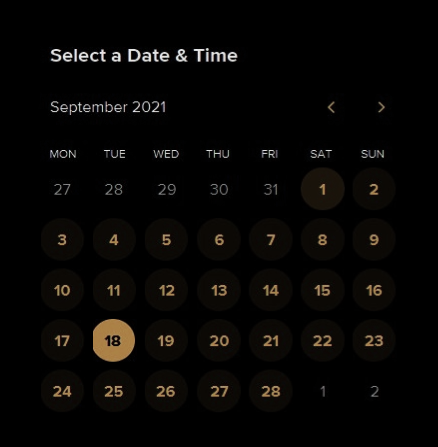 Select a Date & Time
September 2021
MON TUE WED THU FRI SAT SUN
27 28 29 30 31 1 2
3 4 5 6 7 8 9
10 11 12 13 14 15 16
17 18 19 20 21 22 23
24 25 26 27 28 1 2